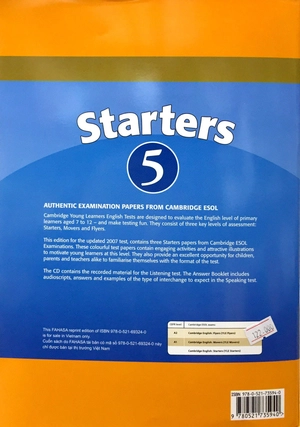 Starters
5
AUTHENTIC EXAMINATION PAPERS FROM CAMBRIDGE ESOL
Cambridge Young Learners English Tests are designed to evaluate the English level of primary
learners aged 7 to 12 – and make testing fun. They consist of three key levels of assessment:
Starters, Movers and Flyers.
This edition for the updated 2007 test, contains three Starters papers from Cambridge ESOL
Examinations. These colourful test papers contain engaging activities and attractive illustrations
to motivate young learners at this level. They also provide an excellent opportunity for children,
parents and teachers alike to familiarise themselves with the format of the test.
The CD contains the recorded material for the Listening test. The Answer Booklet includes
audioscripts, answers and examples of the type of interchange to expect in the Speaking test.
This FAHASA reprint edition of ISBN 978-0-521-69324-0
is for sale in Vietnam only.
Cuốn sách do FAHASA tái bản có mã số 978-0-521-69324-0 này
chỉ được bán tại thị trường Việt Nam
ISBN 978-0-521-73594-0
9 780521 735940